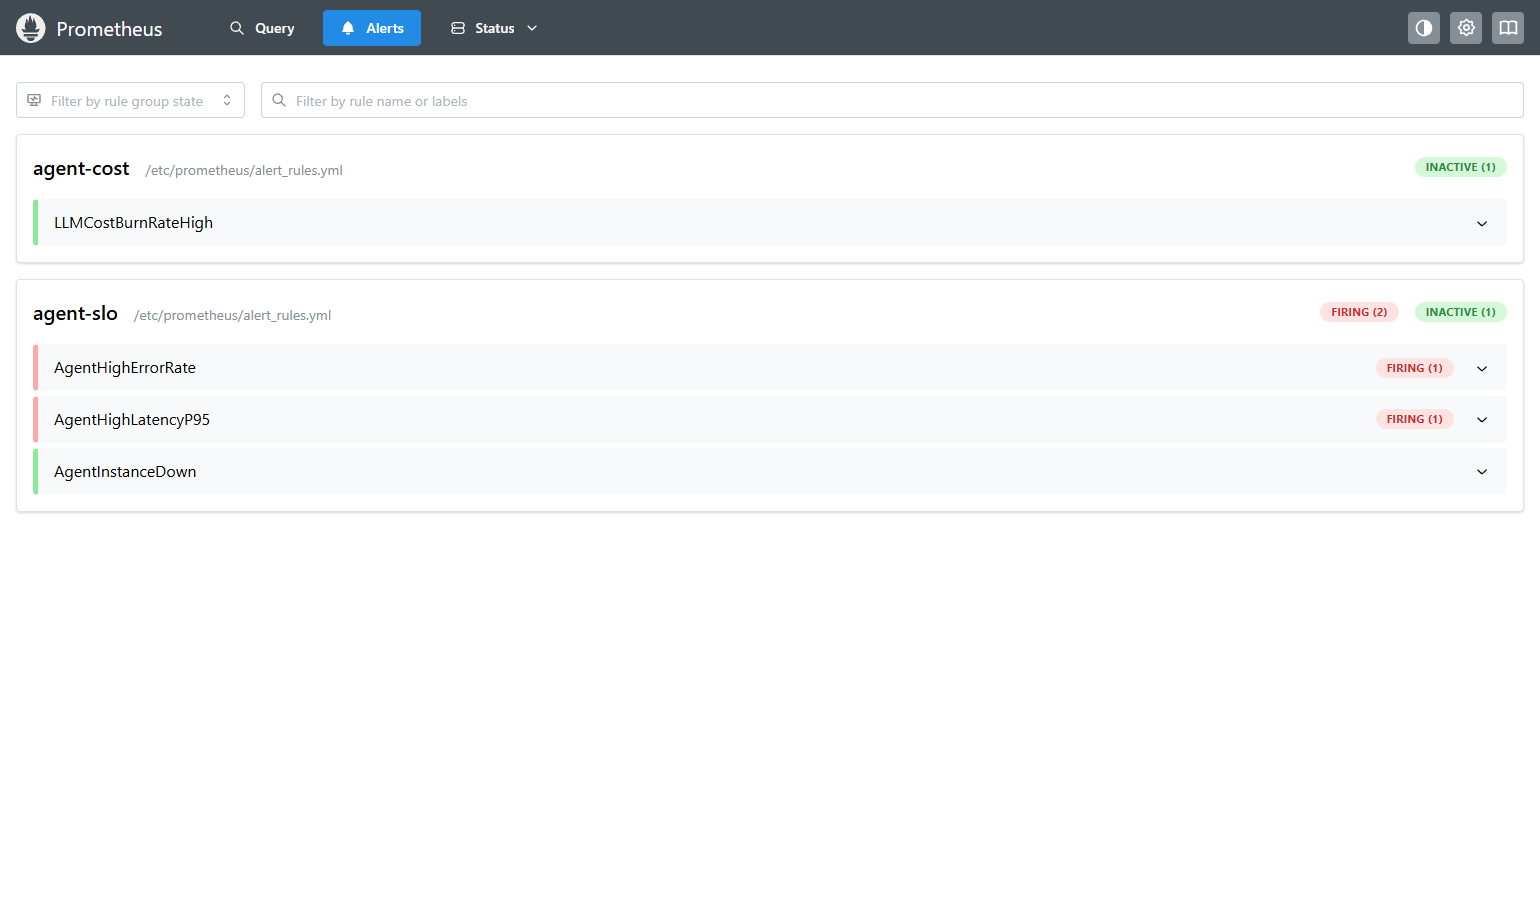 Prometheus Query Alerts Status
Filter by rule group state Filter by rule name or labels
agent-cost /etc/prometheus/alert_rules.yml INACTIVE (1)
LLMCostBurnRateHigh
agent-slo /etc/prometheus/alert_rules.yml FIRING (2) INACTIVE (1)
AgentHighErrorRate FIRING (1)
AgentHighLatencyP95 FIRING (1)
AgentInstanceDown